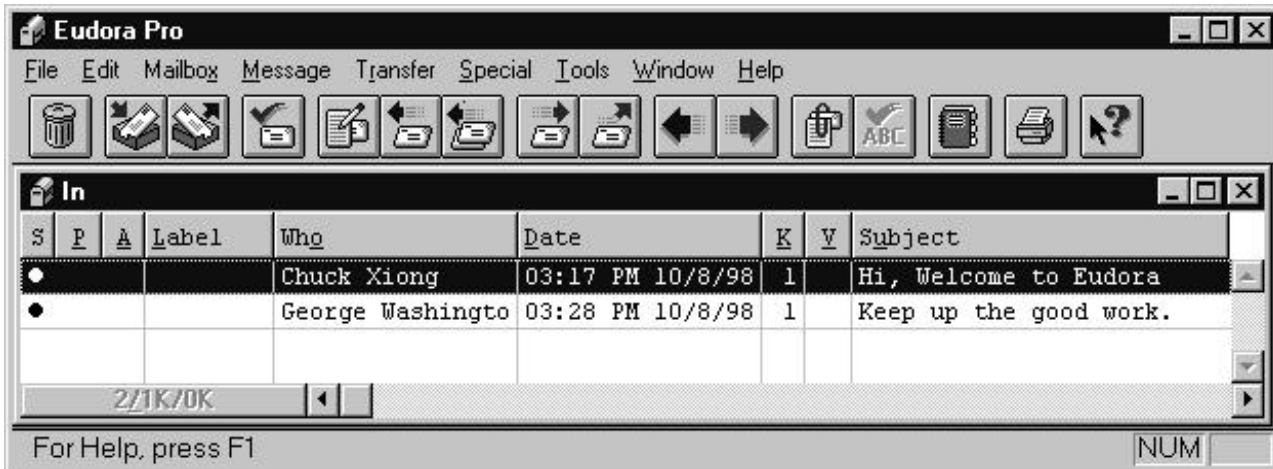 Eudora Pro
File Edit Mailbox Message Transfer Special Tools Window Help
ABC
In
S P A Label Who Date K V Subject
Chuck Xiong 03:17 PM 10/8/98 1 Hi, Welcome to Eudora
George Washingto 03:28 PM 10/8/98 1 Keep up the good work.
2/1K/0K
For Help, press F1 NUM